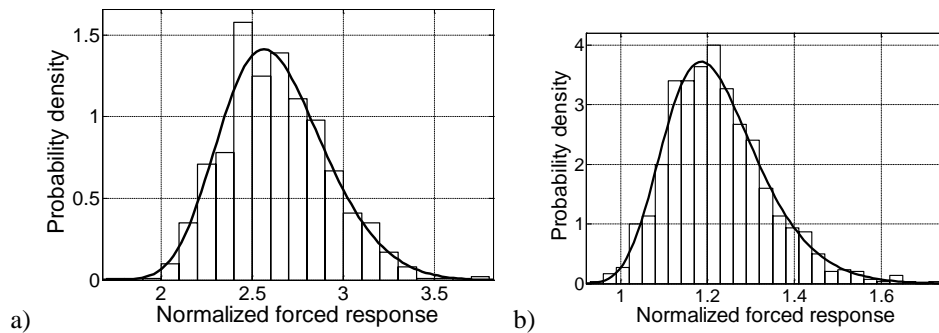 1.5
1
0.5
0
Probability density
2
2.5
3
3.5
Normalized forced response
a)
4
3
2
1
0
Probability density
1
1.2
1.4
1.6
Normalized forced response
b)